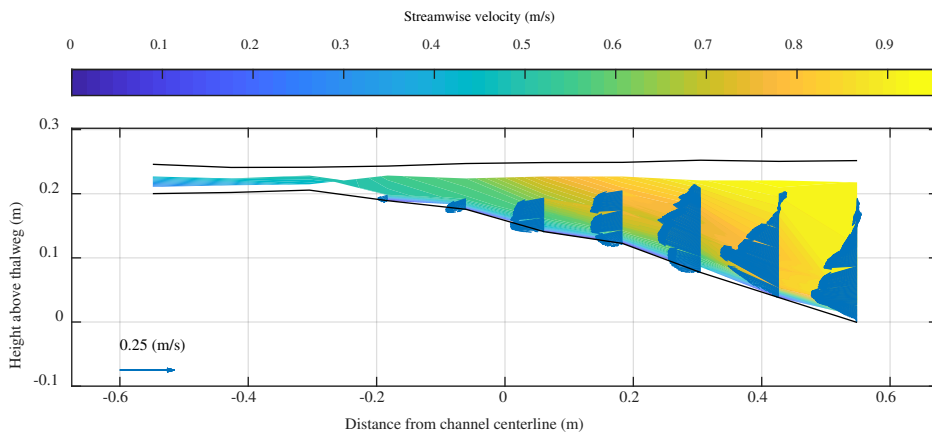 Streamwise velocity (m/s)
0 0.1 0.2 0.3 0.4 0.5 0.6 0.7 0.8 0.9
0.3
0.2
0.1
0
-0.1
Height above thalweg (m)
0.25 (m/s)
-0.6 -0.4 -0.2 0 0.2 0.4 0.6
Distance from channel centerline (m)